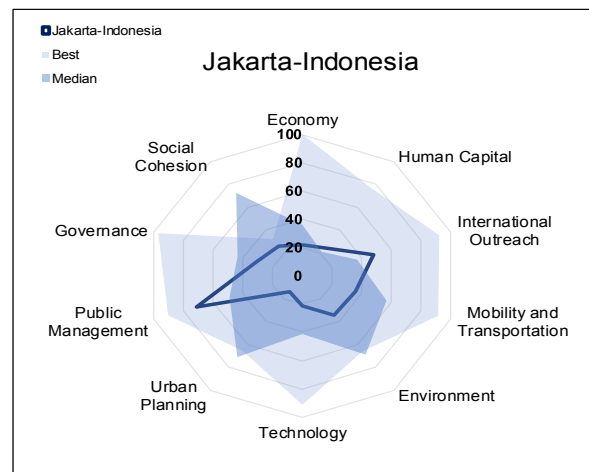 Jakarta-Indonesia
Best
Median
Jakarta-Indonesia
Economy
Human Capital
International
Outreach
Mobility and
Transportation
Environment
Technology
Urban
Planning
Public
Management
Governance
Social
Cohesion
100
80
60
40
20
0